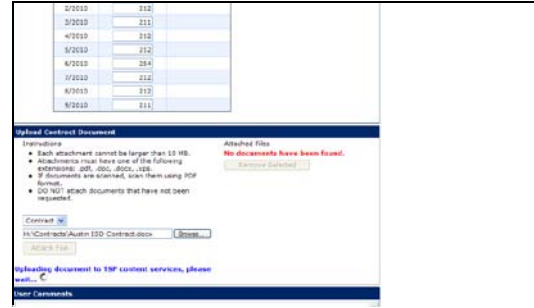 2/2010 212
3/2010 211
4/2010 212
5/2010 212
6/2010 254
7/2010 212
8/2010 212
9/2010 211
Upload Contract Document
Instructions
Each attachment cannot be larger than 10 MB.
Attachments must have one of the following
extensions: .pdf, .doc, .docx, .xps.
If documents are scanned, scan them using PDF
format.
DO NOT attach documents that have not been
requested.
Attached Files
No documents have been found.
Remove Selected
Contract
H:\Contracts\Austin ISD Contract.docx Browse...
Attach File
Uploading document to TSP content services, please
wait...
User Comments